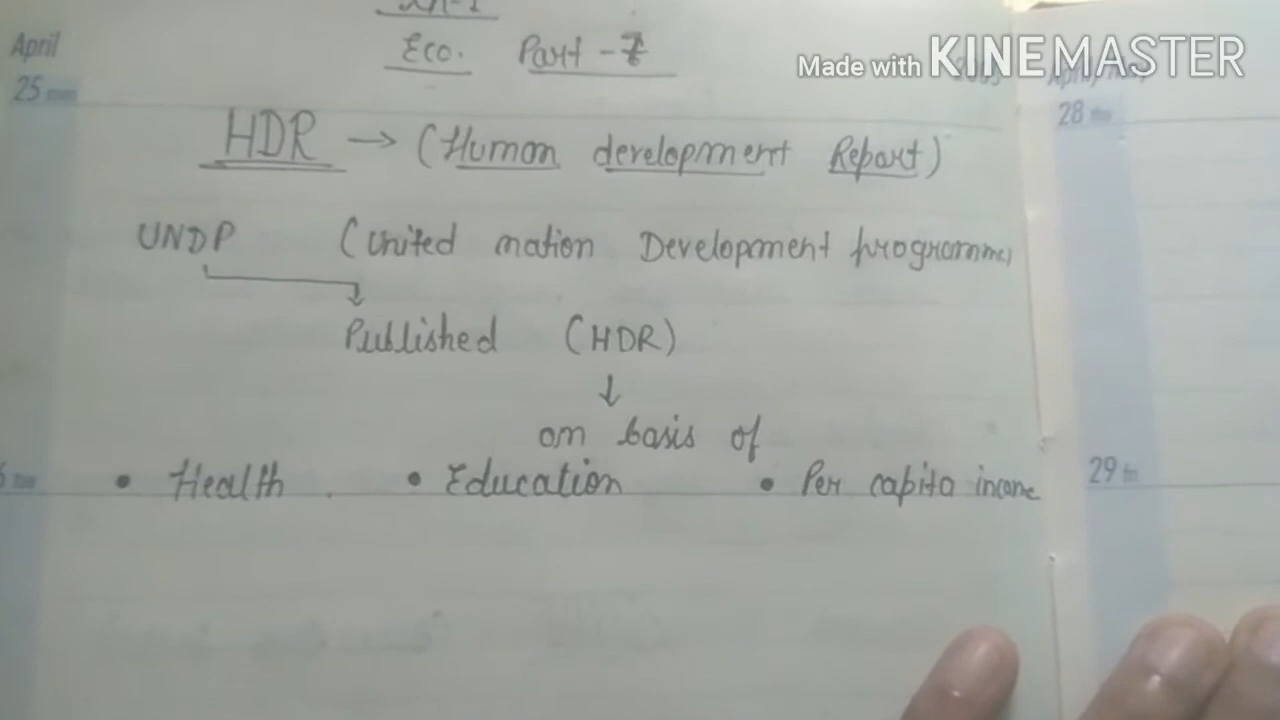 Eco. Part - 7
Made with KINEMASTER
April
25
28
HDR → (Human development Report)
UNDP (United nation Development programme)
Published (HDR)
↓
on basis of
• Health • Education • Per capita income
29